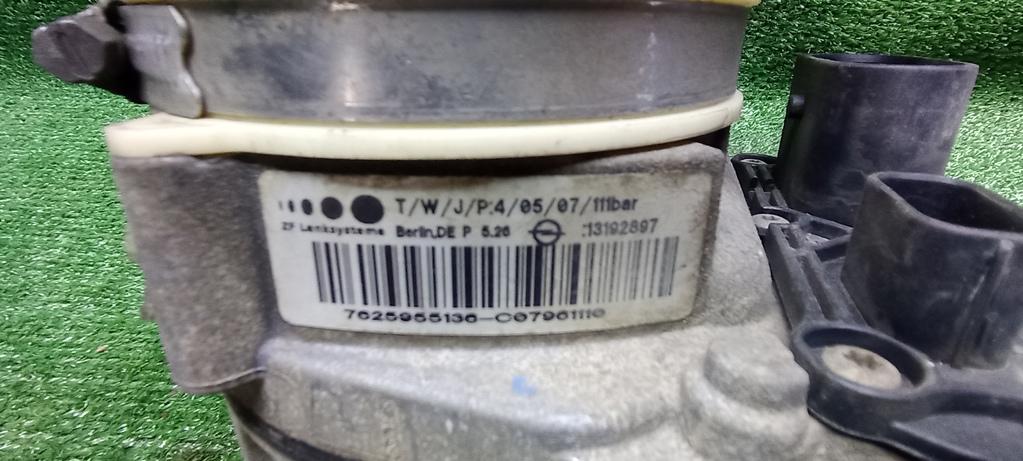 T/W/J/P:4/05/07/111bar
ZF Lenksysteme Berlin,DE P 5.26 :13192897
7625955136-C07961110